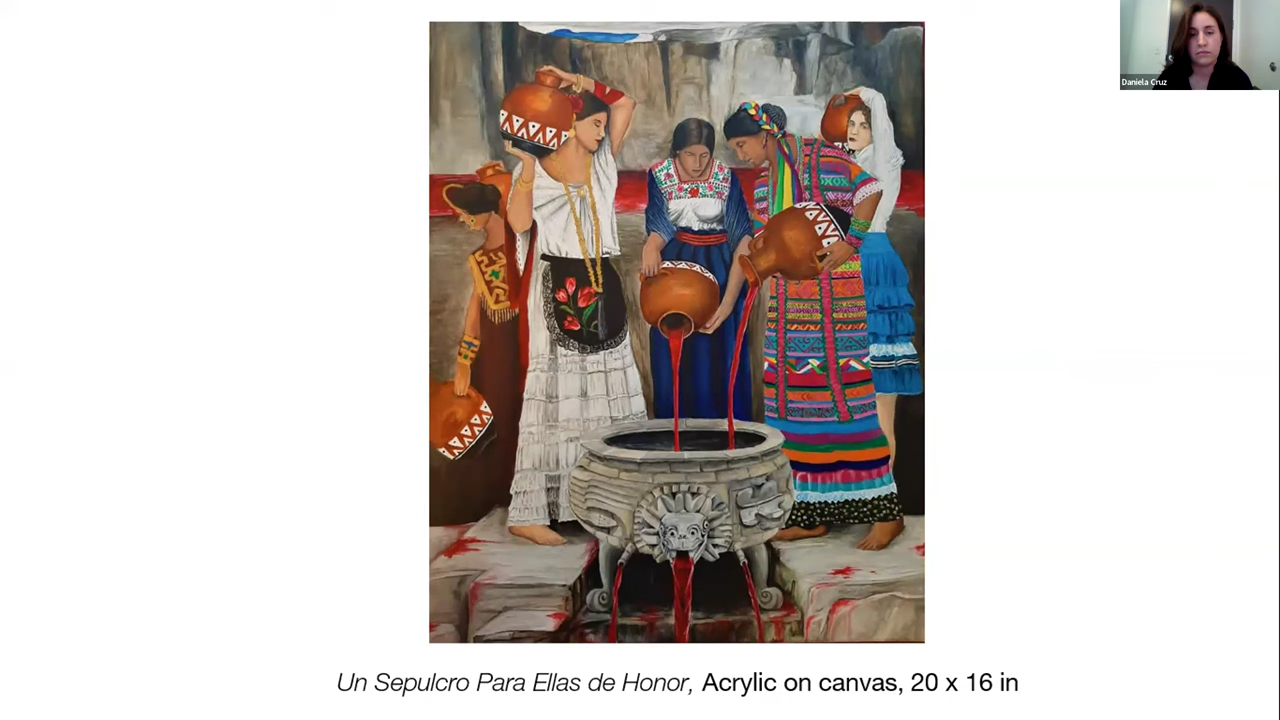 Daniela Cruz
Un Sepulcro Para Ellas de Honor, Acrylic on canvas, 20 x 16 in